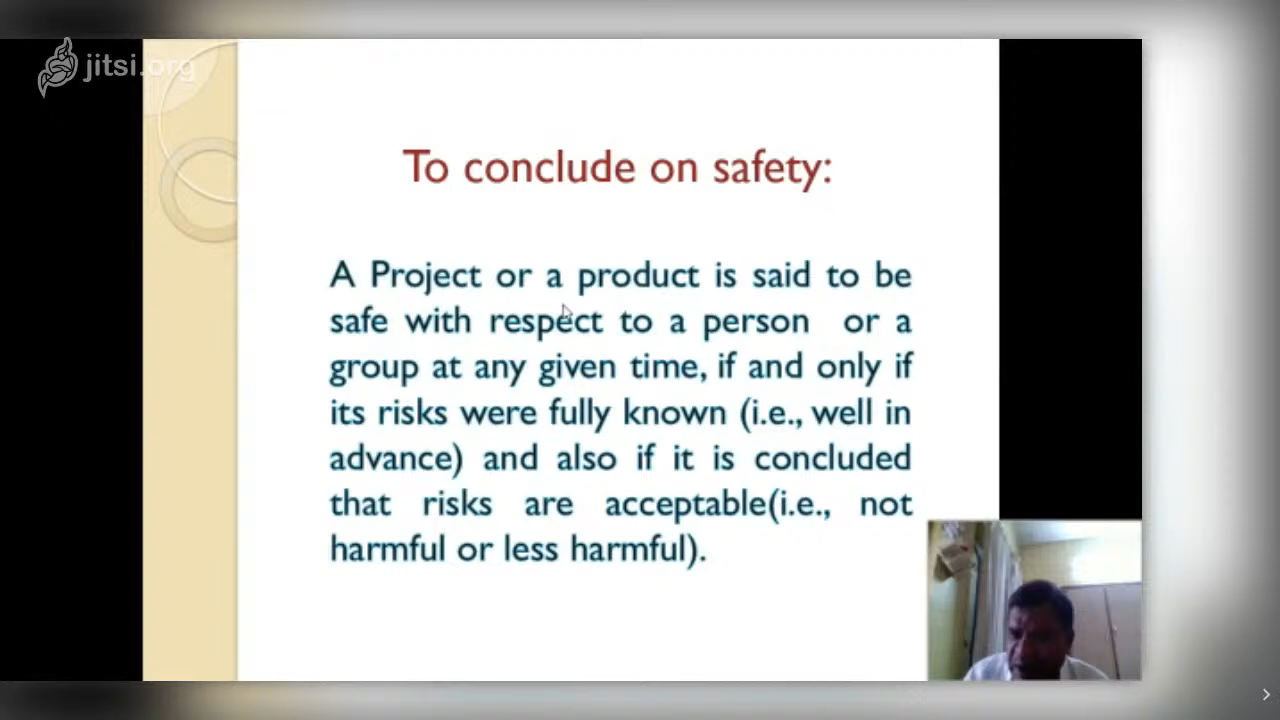 jitsi.org
To conclude on safety:
A Project or a product is said to be
safe with respect to a person or a
group at any given time, if and only if
its risks were fully known (i.e., well in
advance) and also if it is concluded
that risks are acceptable(i.e., not
harmful or less harmful).